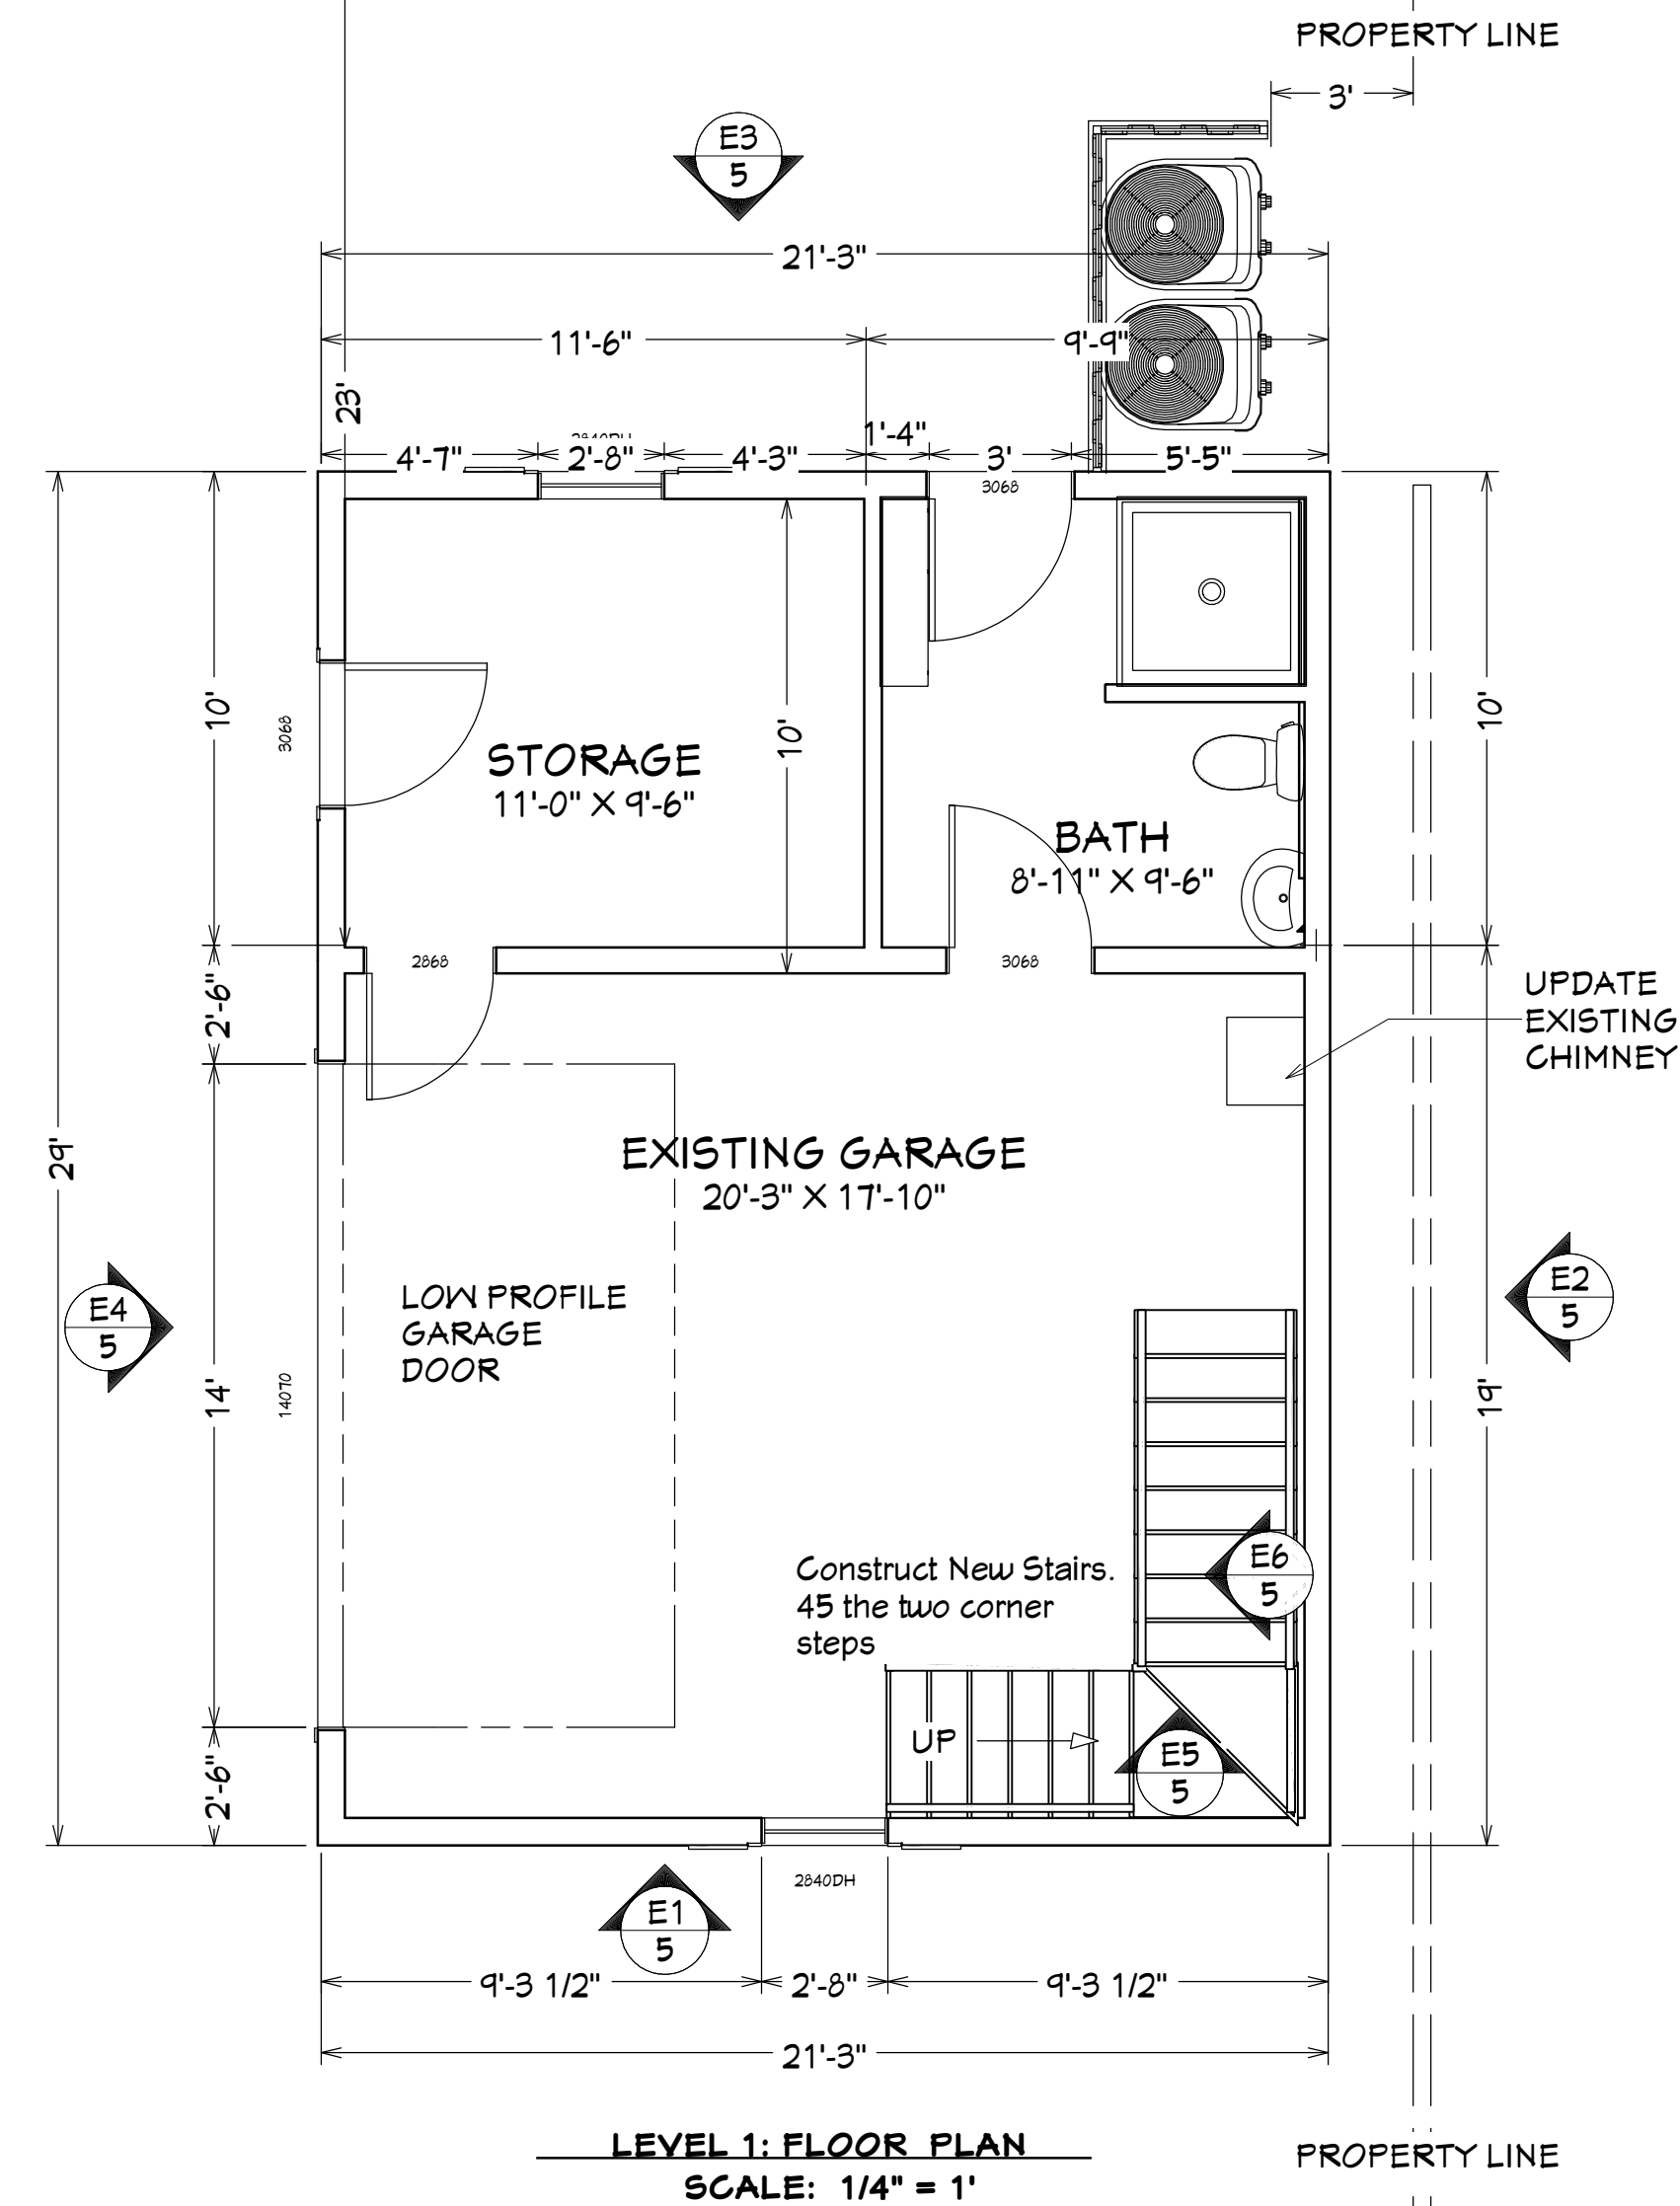 PROPERTY LINE
3'
E3
5
21'-3"
11'-6"
9'-9"
23'
1'-4"
2840DH
4'-7"
2'-8"
4'-3"
3'
5'-5"
3068
10'
3068
10'
10'
STORAGE
11'-0" X 9'-6"
BATH
8'-11" X 9'-6"
2868
3068
2'-6"
UPDATE
EXISTING
CHIMNEY
29'
EXISTING GARAGE
20'-3" X 17'-10"
E4
5
LOW PROFILE
GARAGE
DOOR
E2
5
14'
14070
19'
Construct New Stairs.
45 the two corner
steps
E6
5
UP
E5
5
2'-6"
2840DH
E1
5
9'-3 1/2"
2'-8"
9'-3 1/2"
21'-3"
LEVEL 1: FLOOR PLAN
SCALE: 1/4" = 1'
PROPERTY LINE